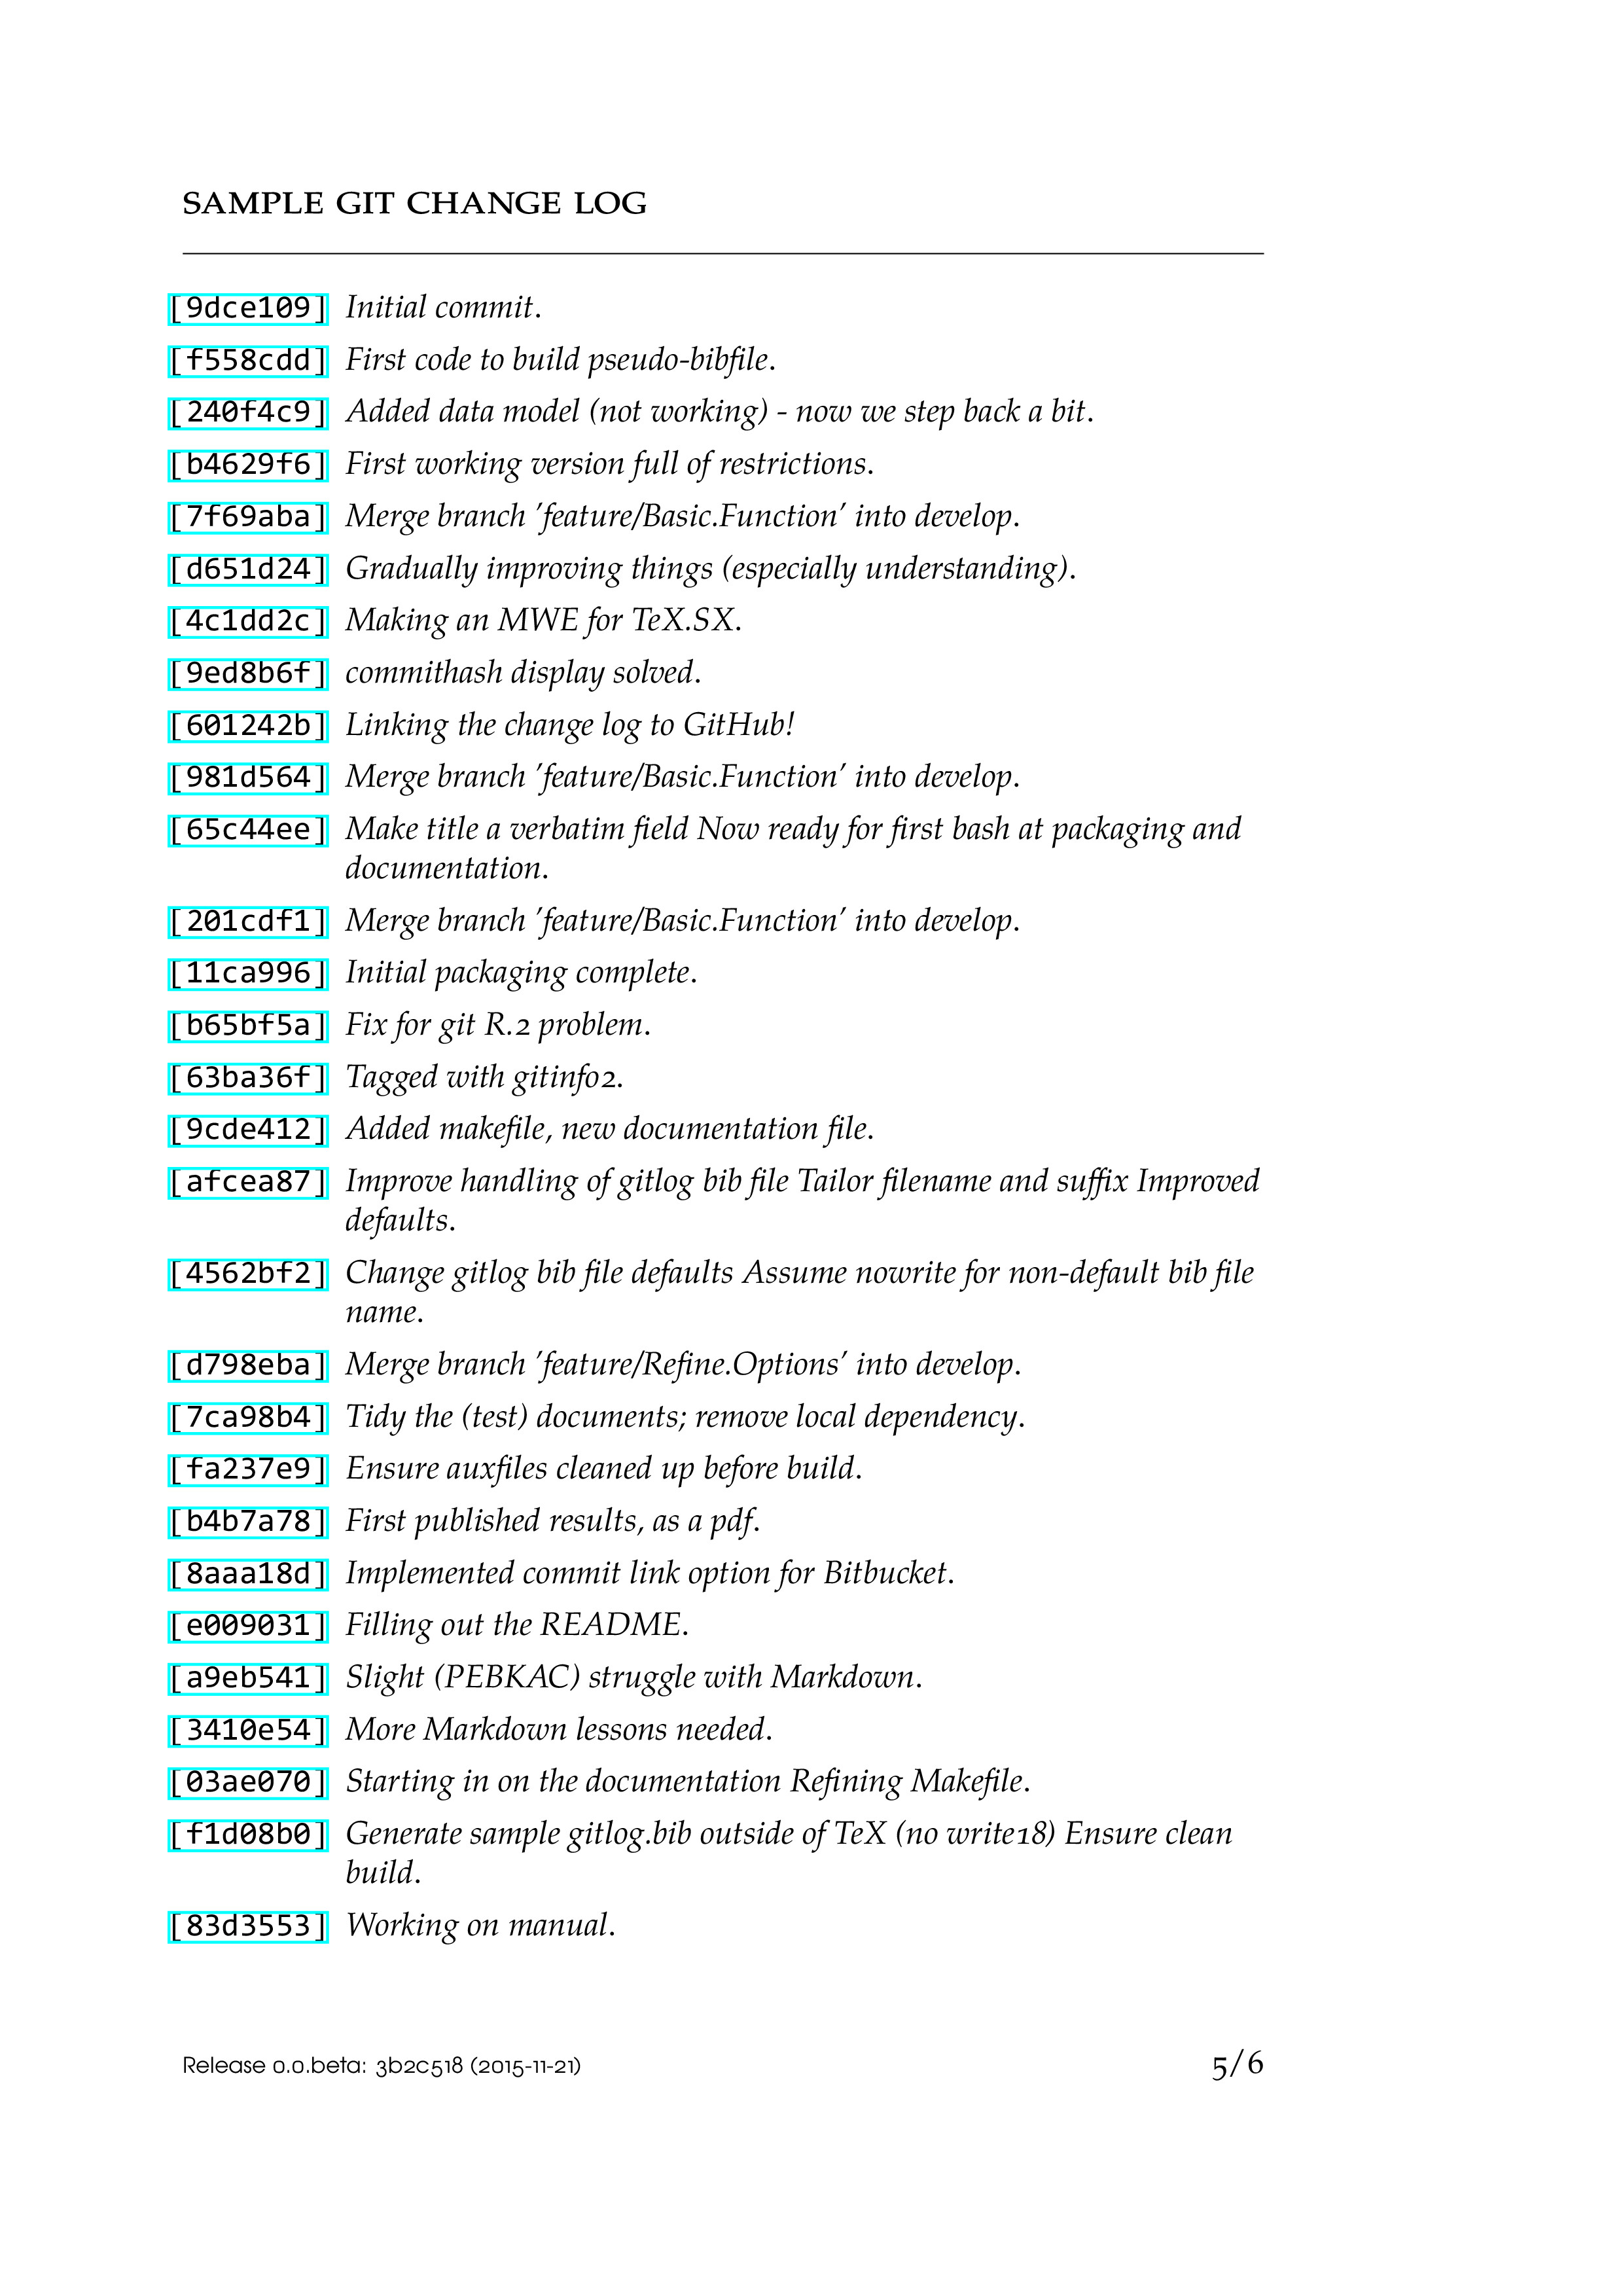 SAMPLE GIT CHANGE LOG
[9dce109] Initial commit.
[f558cdd] First code to build pseudo-bibfile.
[240f4c9] Added data model (not working) - now we step back a bit.
[b4629f6] First working version full of restrictions.
[7f69aba] Merge branch 'feature/Basic.Function' into develop.
[d651d24] Gradually improving things (especially understanding).
[4c1dd2c] Making an MWE for TeX.SX.
[9ed8b6f] commithash display solved.
[601242b] Linking the change log to GitHub!
[981d564] Merge branch 'feature/Basic.Function' into develop.
[65c44ee] Make title a verbatim field Now ready for first bash at packaging and
documentation.
[201cdf1] Merge branch 'feature/Basic.Function' into develop.
[11ca996] Initial packaging complete.
[b65bf5a] Fix for git R.2 problem.
[63ba36f] Tagged with gitinfo2.
[9cde412] Added makefile, new documentation file.
[afcea87] Improve handling of gitlog bib file Tailor filename and suffix Improved
defaults.
[4562bf2] Change gitlog bib file defaults Assume nowrite for non-default bib file
name.
[d798eba] Merge branch 'feature/Refine.Options' into develop.
[7ca98b4] Tidy the (test) documents; remove local dependency.
[fa237e9] Ensure auxfiles cleaned up before build.
[b4b7a78] First published results, as a pdf.
[8aaa18d] Implemented commit link option for Bitbucket.
[e009031] Filling out the README.
[a9eb541] Slight (PEBKAC) struggle with Markdown.
[3410e54] More Markdown lessons needed.
[03ae070] Starting in on the documentation Refining Makefile.
[f1d08b0] Generate sample gitlog.bib outside of TeX (no write18) Ensure clean
build.
[83d3553] Working on manual.
Release 0.0.beta: 3b2c518 (2015-11-21) 5/6